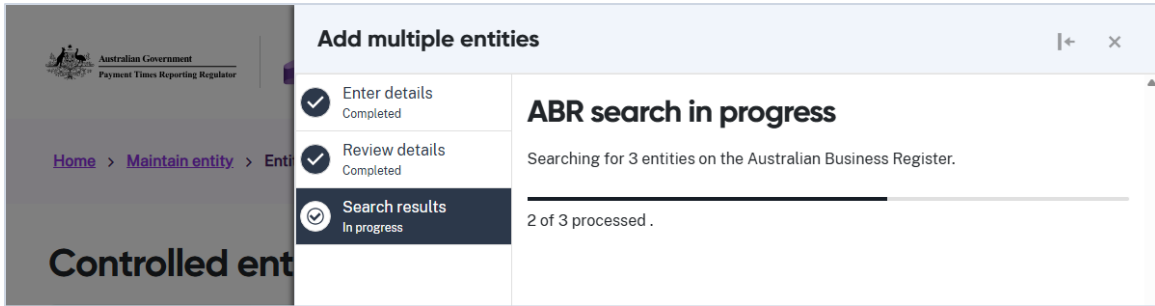 Australian Government
Payment Times Reporting Regulator
Home > Maintain entity > Enti
Controlled ent
Add multiple entities
Enter details
Completed
Review details
Completed
Search results
In progress
ABR search in progress
Searching for 3 entities on the Australian Business Register.
2 of 3 processed .